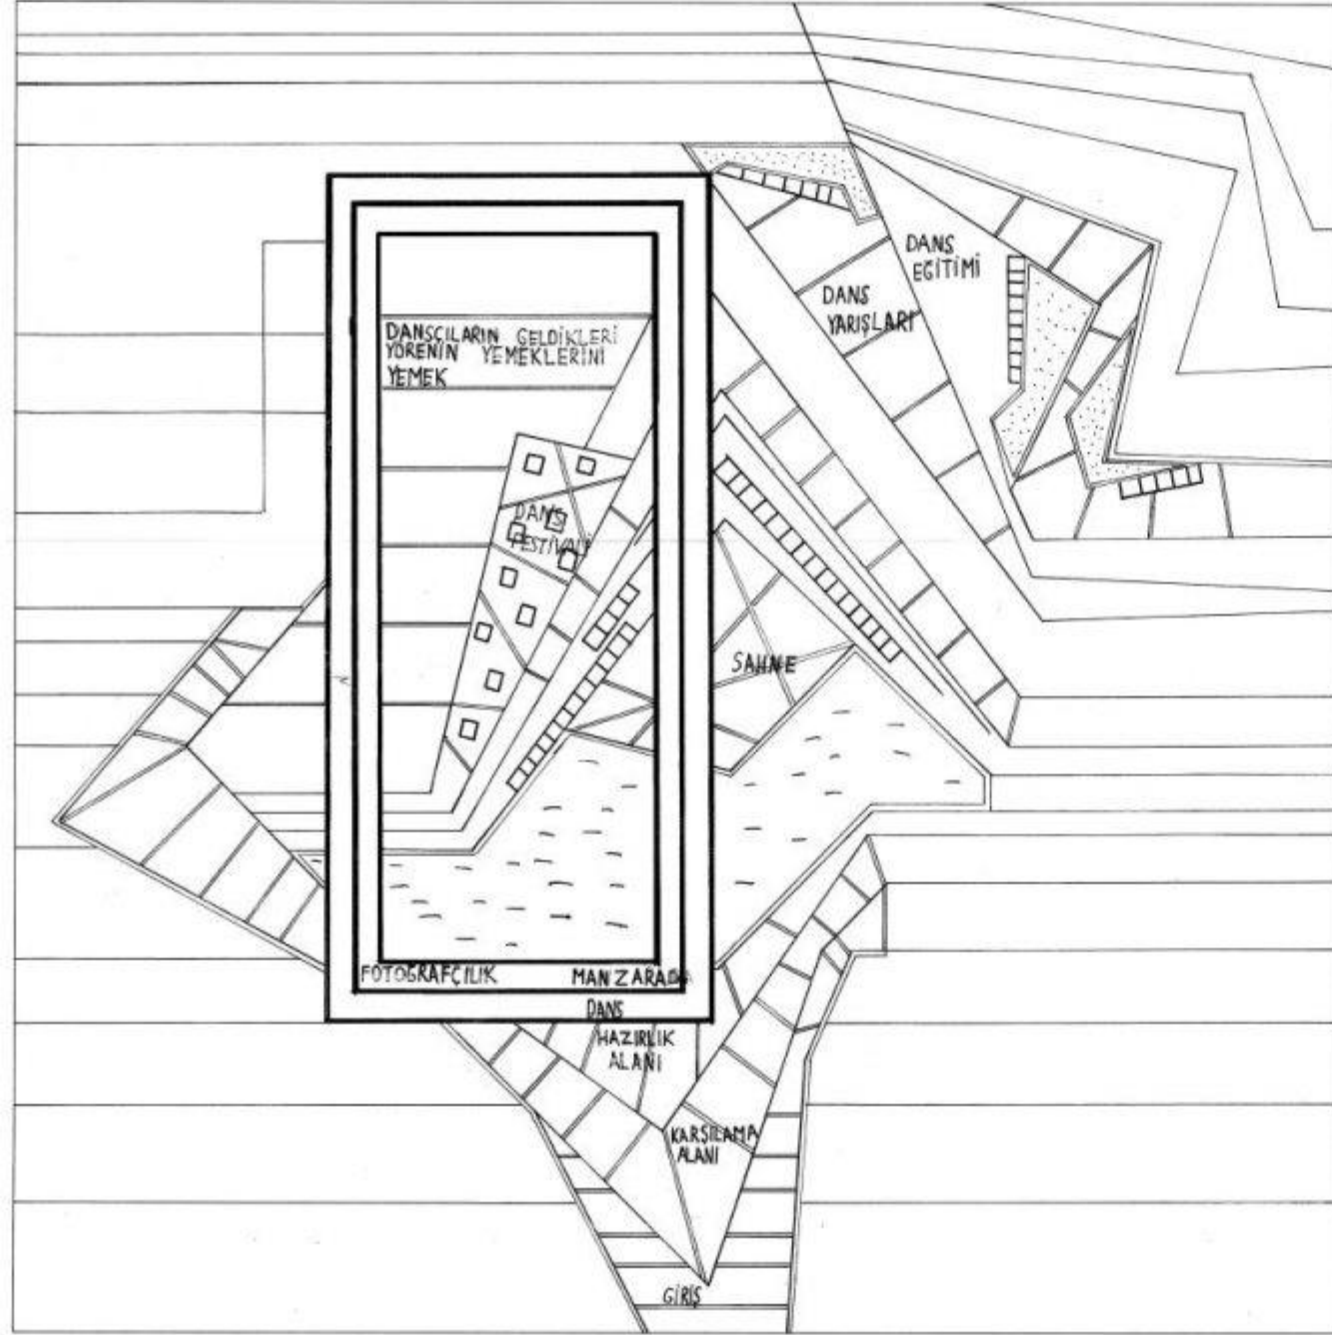 DANS
EĞİTİMİ
DANS
YARIŞLARI
DANSÇILARIN GELDİKLERİ
YÖRENİN YEMEKLERİNİ
YEMEK
DANS
FESTİVALİ
SAHNE
FOTOĞRAFÇILIK MANZARADA
DANS
HAZIRLIK
ALANI
KARŞILAMA
ALANI
GİRİŞ